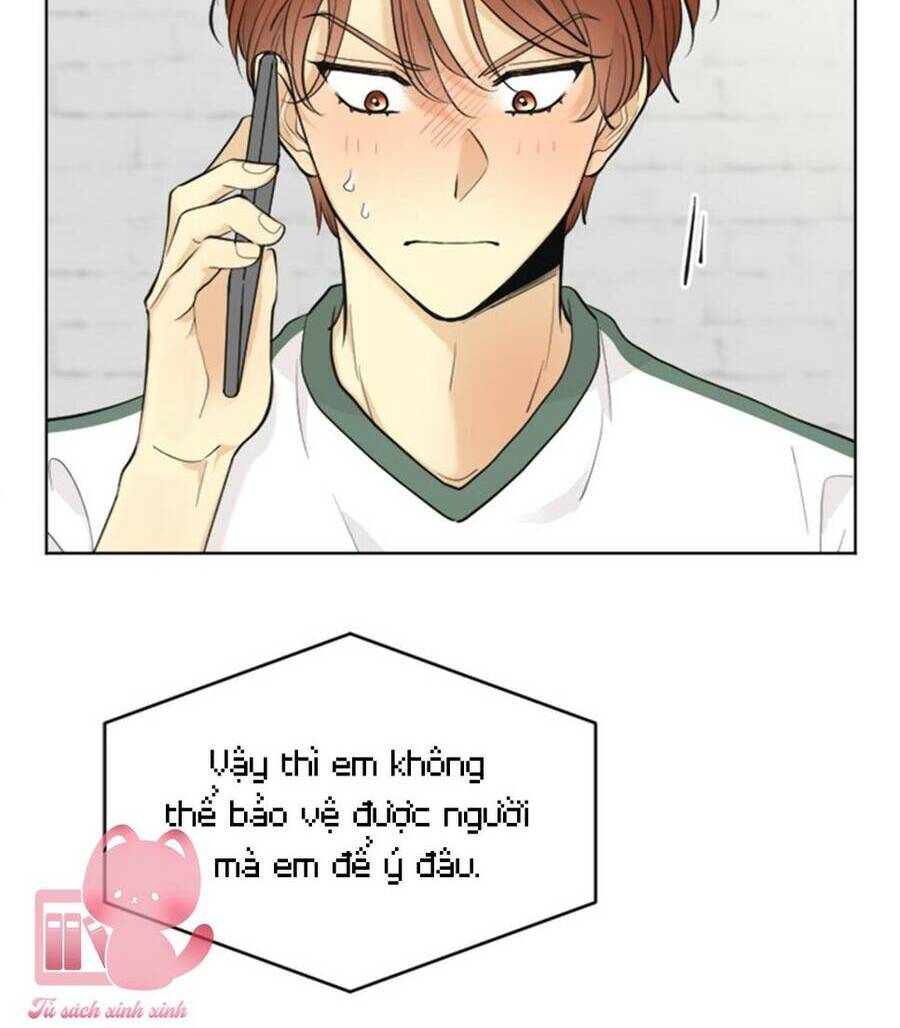 Vậy thì em không
thể bảo vệ được người
mà em để ý đâu.
Tủ sách xinh xinh